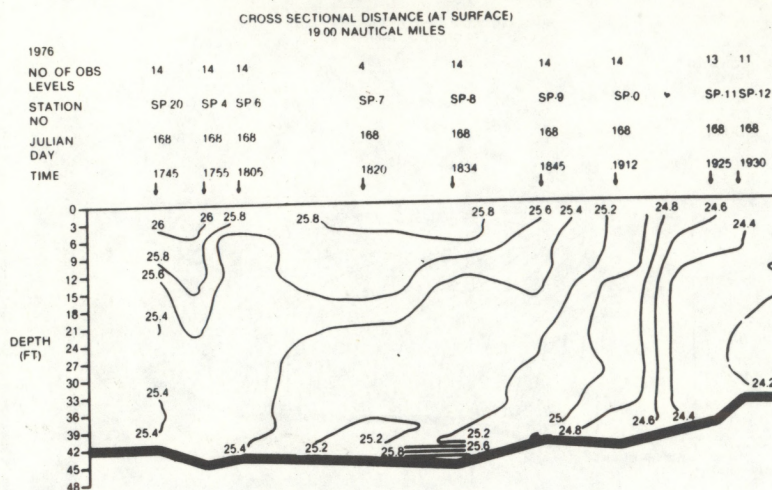 CROSS SECTIONAL DISTANCE (AT SURFACE)
19 00 NAUTICAL MILES
1976
NO OF OBS LEVELS 14 14 14 4 14 14 14 13 11
STATION NO SP 20 SP 4 SP 6 SP-7 SP-8 SP-9 SP-0 SP-11 SP-12
JULIAN DAY 168 168 168 168 168 168 168 168 168
TIME 1745 1755 1805 1820 1834 1845 1912 1925 1930
DEPTH (FT)
0
3
6
9
12
15
18
21
24
27
30
33
36
39
42
45
48
26 26 25.8 25.8 25.8 25.6 25.4 25.2 24.8 24.6
24.4
25.8
25.6
25.4
24.2
25.4
25.4 25.4 25.2 25.2 25.2 25 24.8 24.6 24.4
25.8 25.6